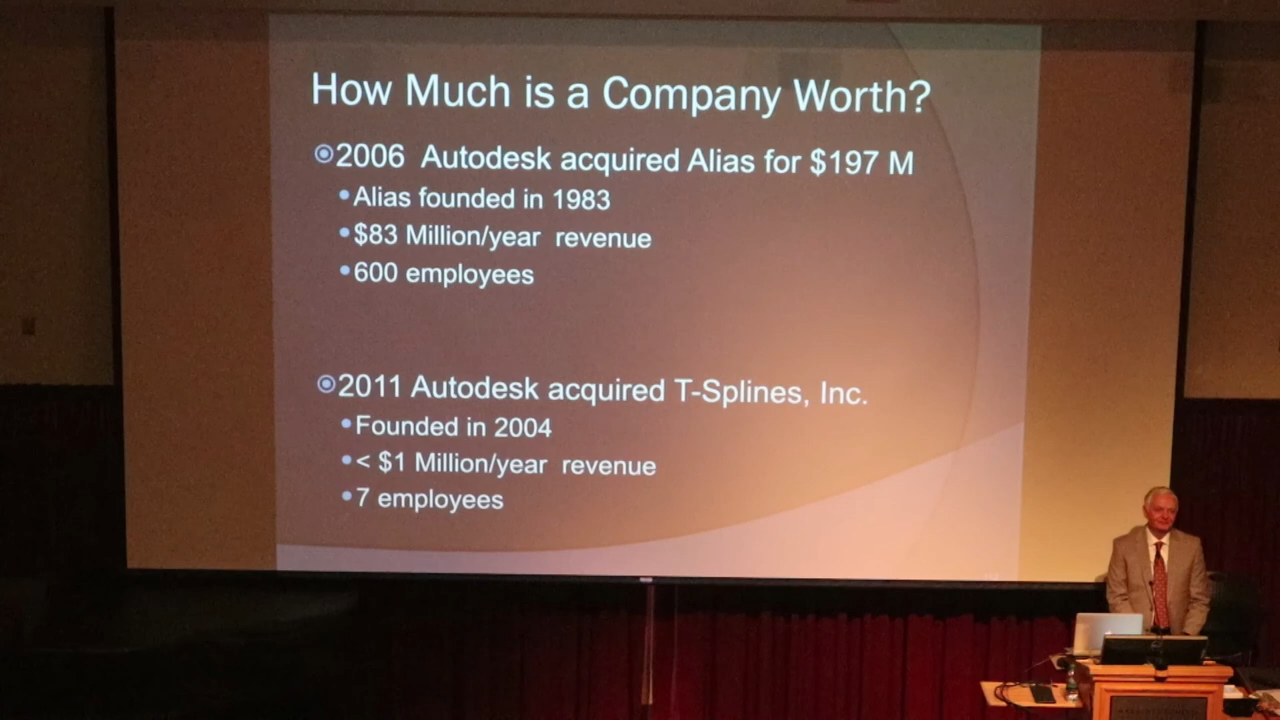 How Much is a Company Worth?
2006 Autodesk acquired Alias for $197 M
Alias founded in 1983
$83 Million/year revenue
600 employees
2011 Autodesk acquired T-Splines, Inc.
Founded in 2004
< $1 Million/year revenue
7 employees